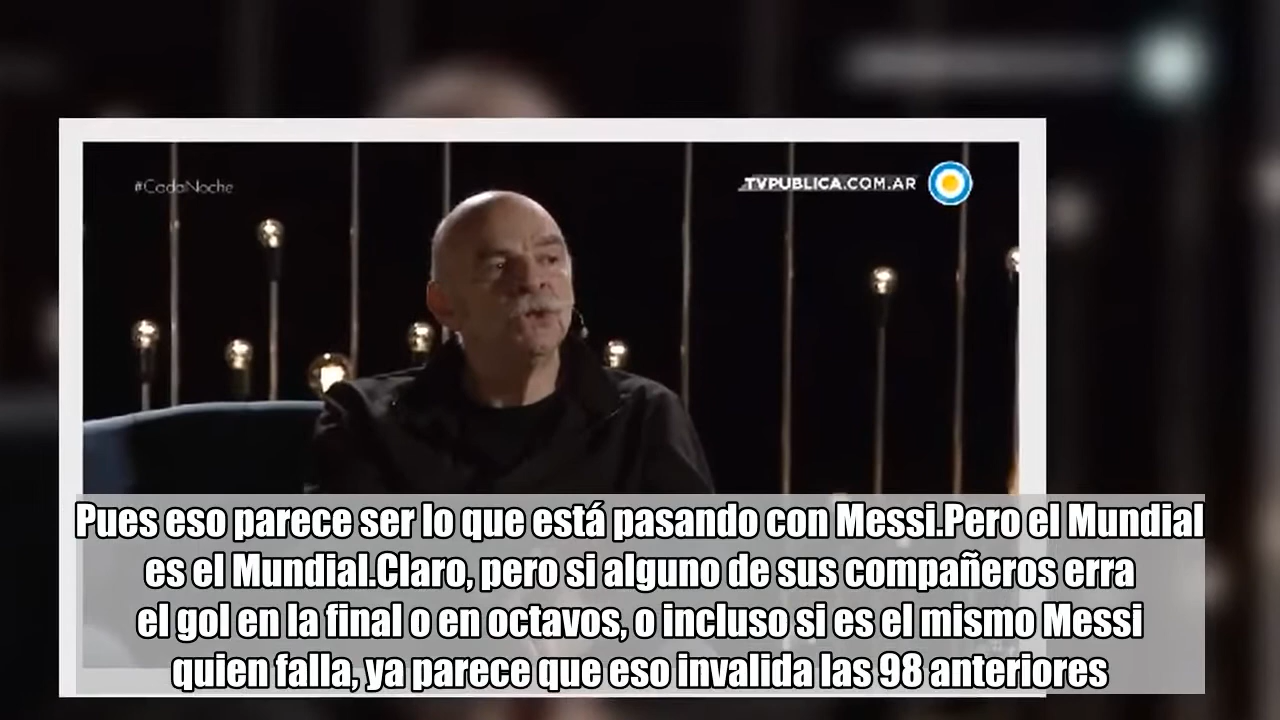 #CadaNoche
TVPUBLICA.COM.AR
Pues eso parece ser lo que está pasando con Messi.Pero el Mundial
es el Mundial.Claro, pero si alguno de sus compañeros erra
el gol en la final o en octavos, o incluso si es el mismo Messi
quien falla, ya parece que eso invalida las 98 anteriores